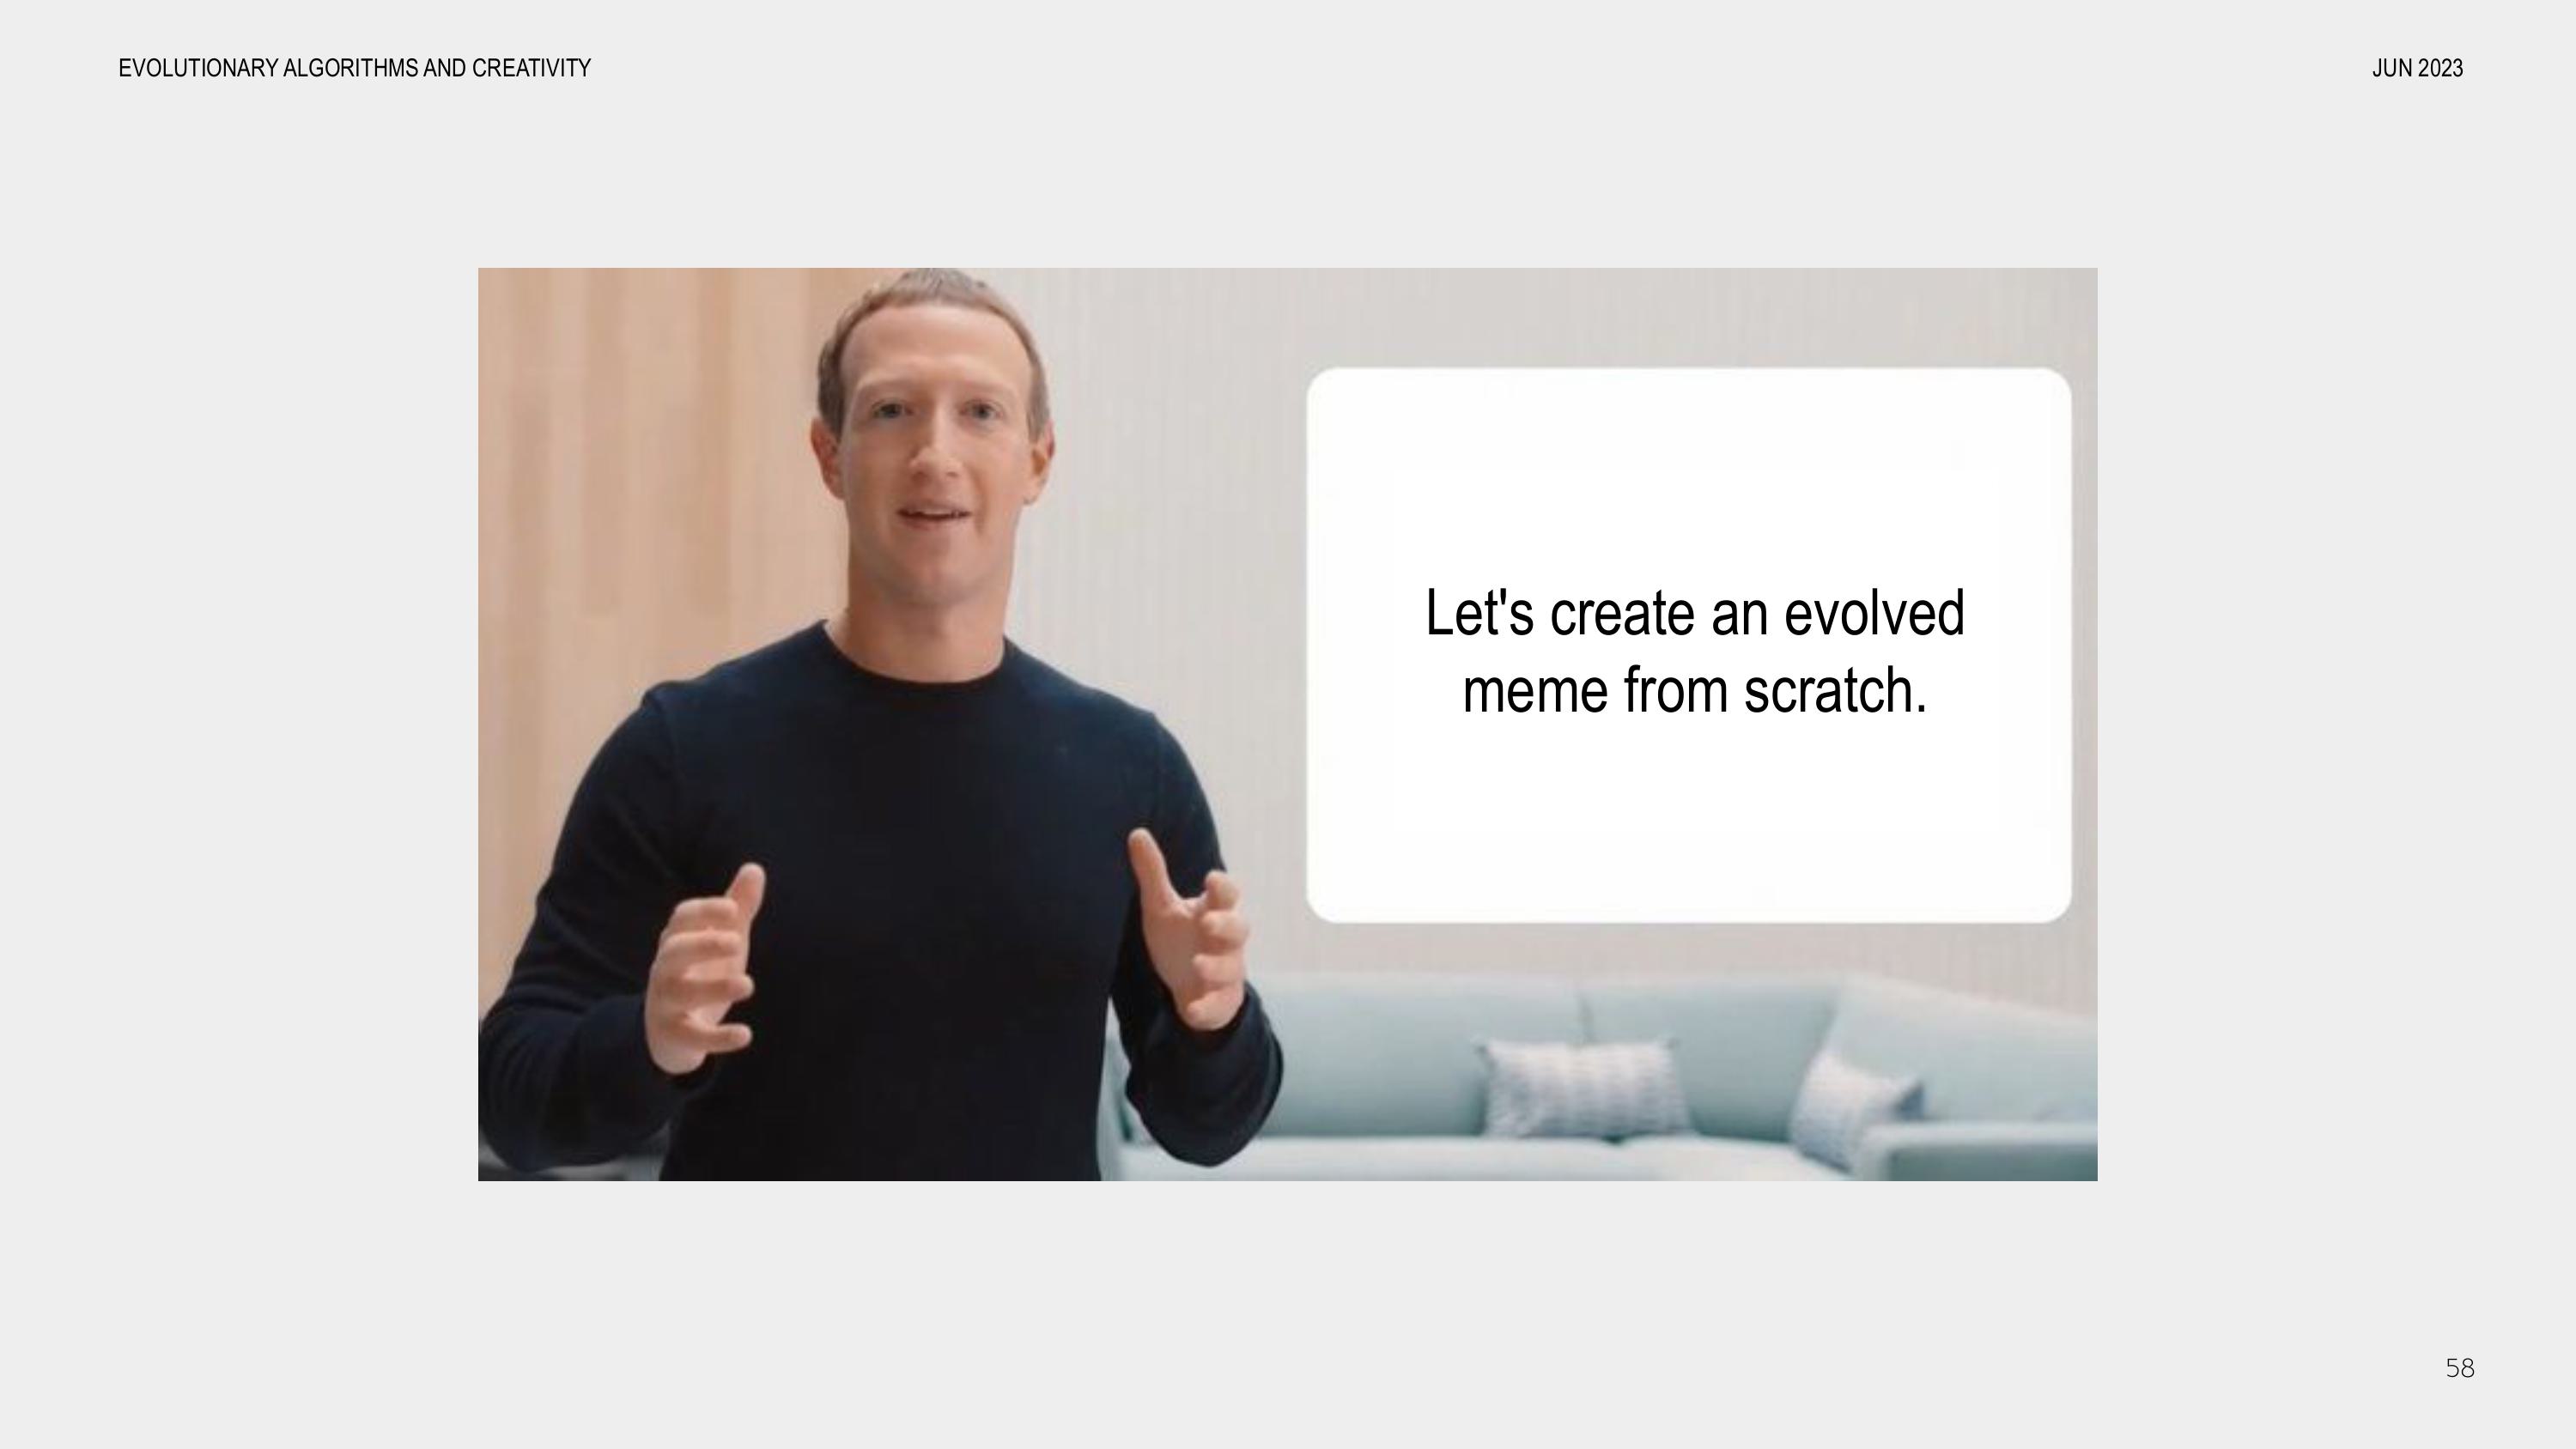 EVOLUTIONARY ALGORITHMS AND CREATIVITY
JUN 2023
Let's create an evolved
meme from scratch.
58